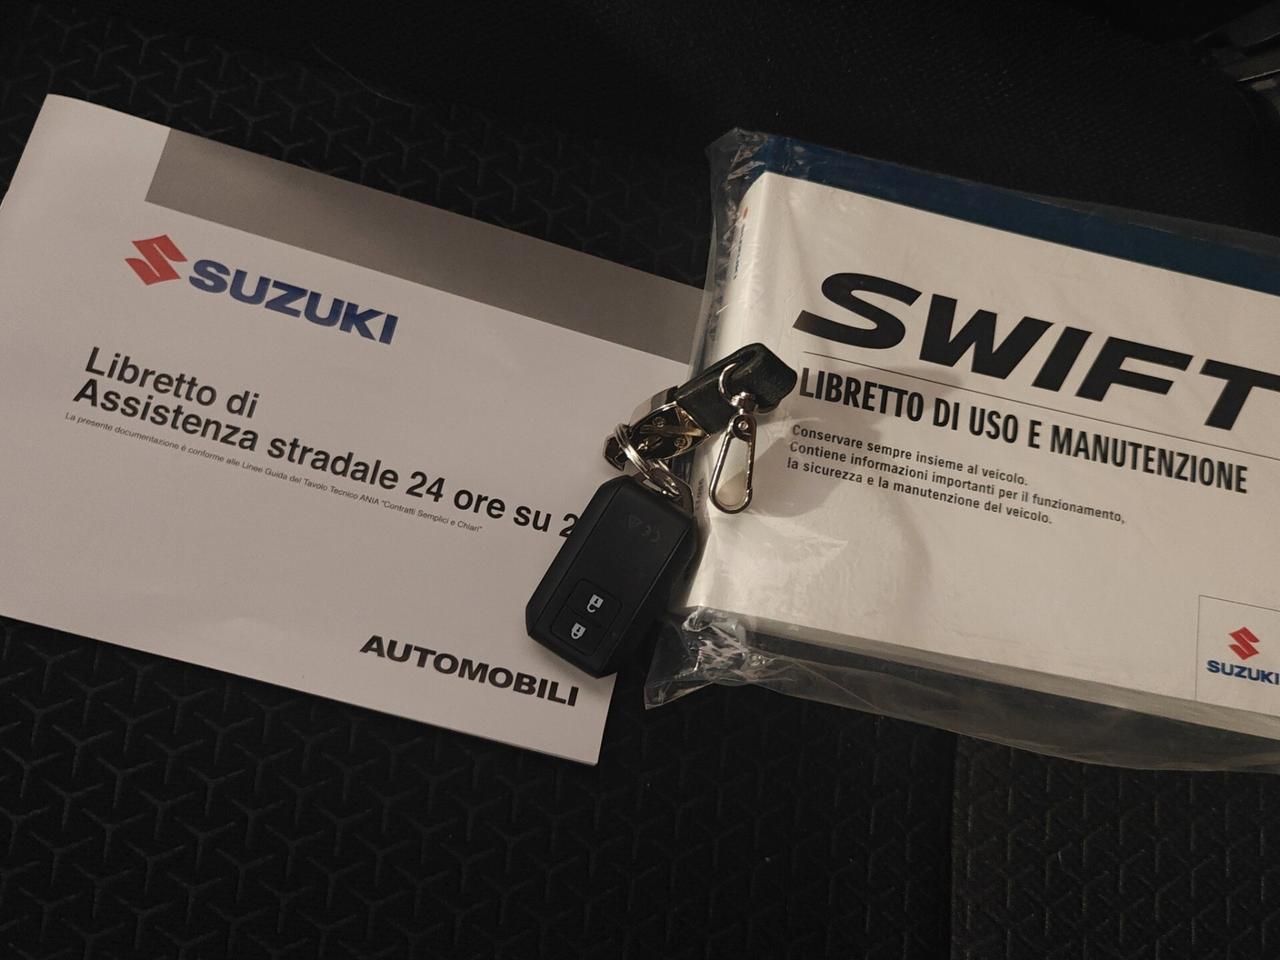 SUZUKI
Libretto di
Assistenza stradale 24 ore su 2
La presente documentazione è conforme alle Linee Guida del Tavolo Tecnico ANIA "Contratti Semplici e Chiari"
AUTOMOBILI
CE
SWIFT
LIBRETTO DI USO E MANUTENZIONE
Conservare sempre insieme al veicolo.
Contiene informazioni importanti per il funzionamento,
la sicurezza e la manutenzione del veicolo.
SUZUKI